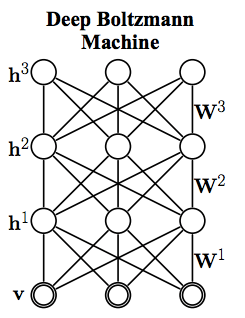 Deep Boltzmann
Machine
h³
W³
h²
W²
h¹
W¹
v